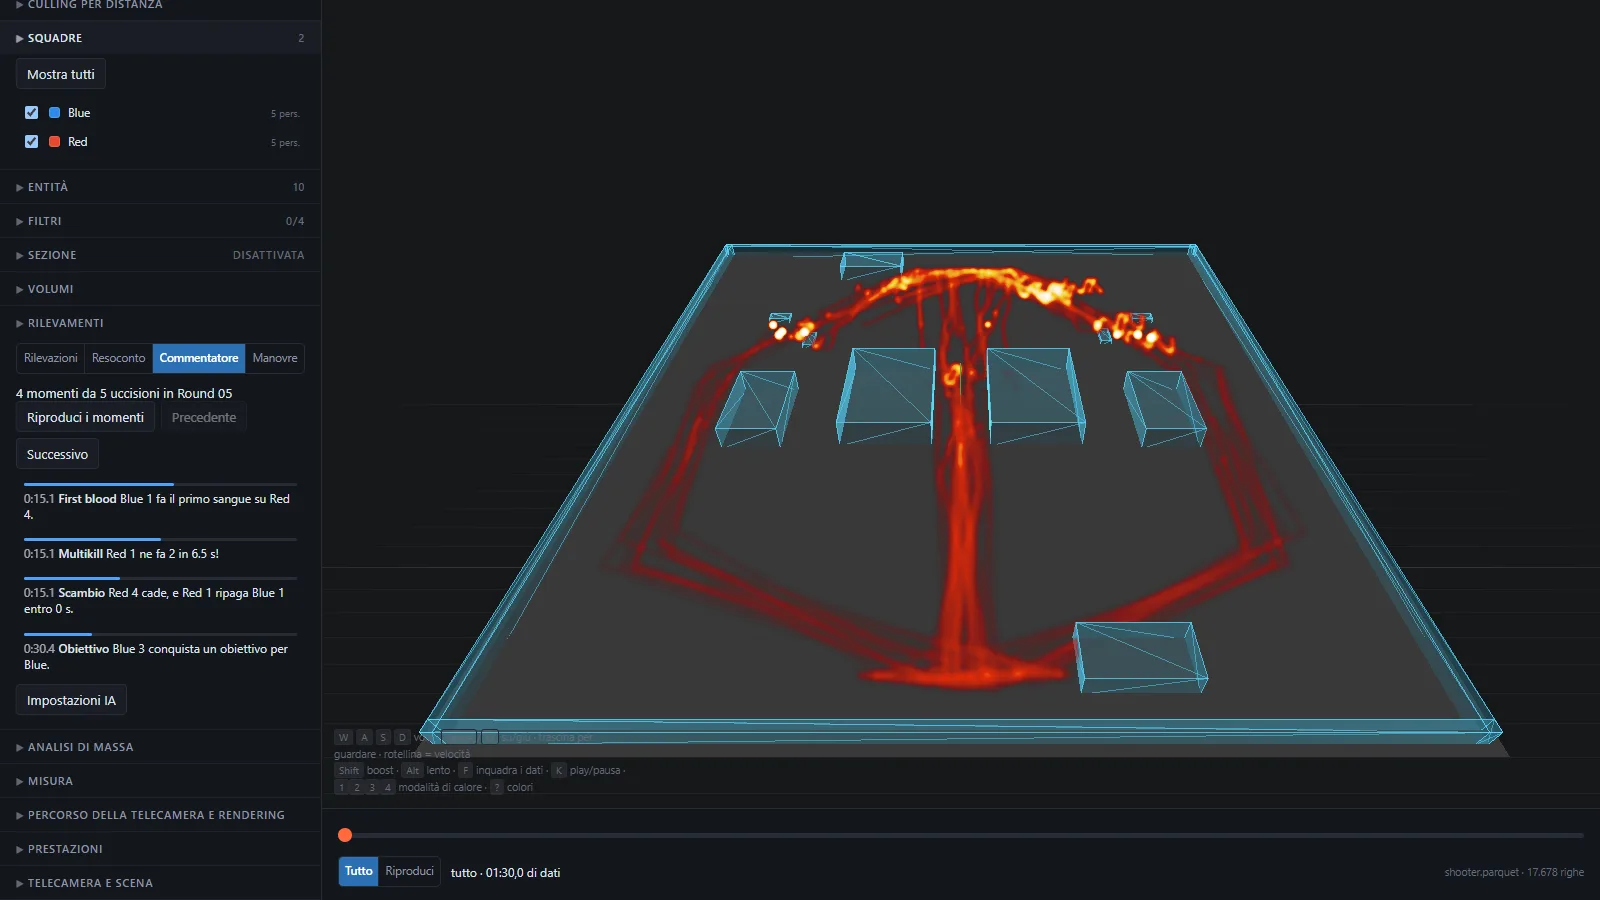 CULLING PER DISTANZA
SQUADRE 2
Mostra tutti
Blue 5 pers.
Red 5 pers.
ENTITÀ 10
FILTRI 0/4
SEZIONE DISATTIVATA
VOLUMI
RILEVAMENTI
Rilevazioni Resoconto Commentatore Manovre
4 momenti da 5 uccisioni in Round 05
Riproduci i momenti Precedente
Successivo
0:15.1 First blood Blue 1 fa il primo sangue su Red
4.
0:15.1 Multikill Red 1 ne fa 2 in 6.5 s!
0:15.1 Scambio Red 4 cade, e Red 1 ripaga Blue 1
entro 0 s.
0:30.4 Obiettivo Blue 3 conquista un obiettivo per
Blue.
Impostazioni IA
ANALISI DI MASSA
MISURA
PERCORSO DELLA TELECAMERA E RENDERING
PRESTAZIONI
TELECAMERA E SCENA
W A S D su/giù · trascina per
guardare · rotellina = velocità
Shift boost · Alt lento · F inquadra i dati · K play/pausa ·
1 2 3 4 modalità di calore · ? colori
Tutto Riproduci tutto · 01:30,0 di dati
shooter.parquet · 17.678 righe